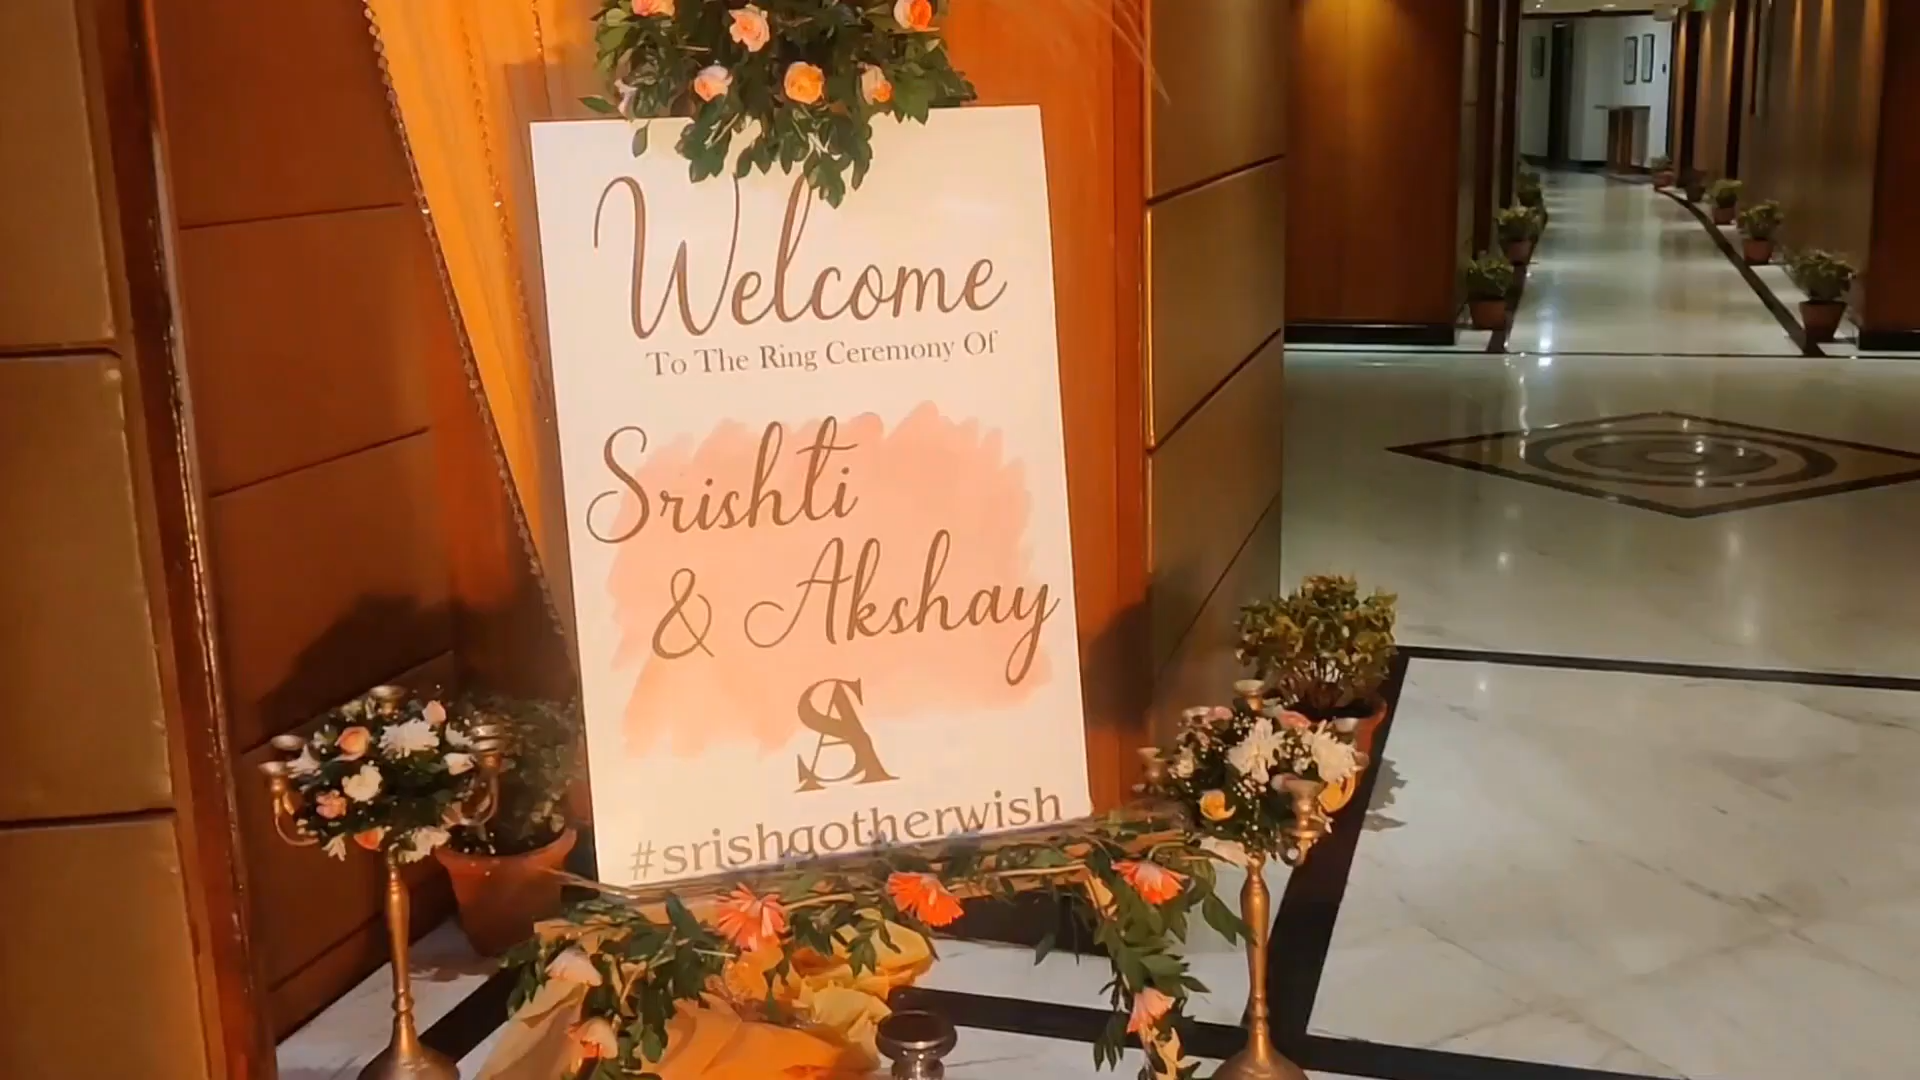 Welcome
To The Ring Ceremony Of
Srishti
& Akshay
SA
#srishgotherwish